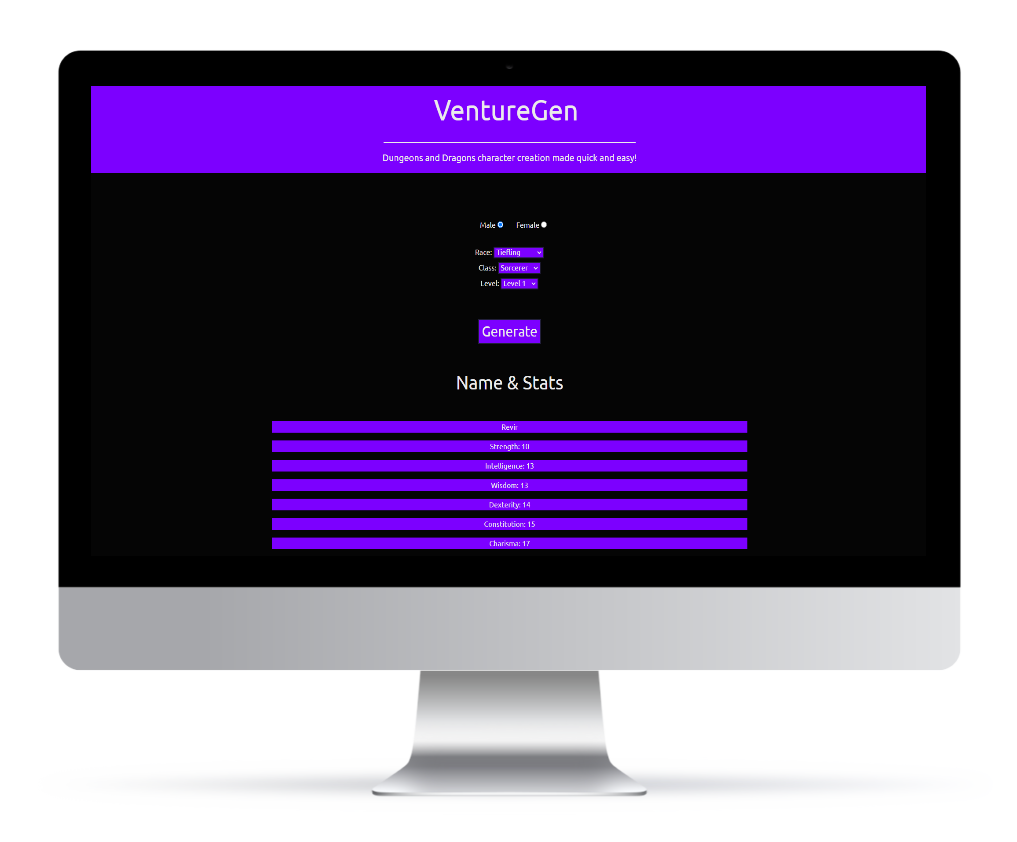 VentureGen
Dungeons and Dragons character creation made quick and easy!
Male Female
Race: Tiefling
Class: Sorcerer
Level: Level 1
Generate
Name & Stats
Revir
Strength: 10
Intelligence: 13
Wisdom: 13
Dexterity: 14
Constitution: 15
Charisma: 17